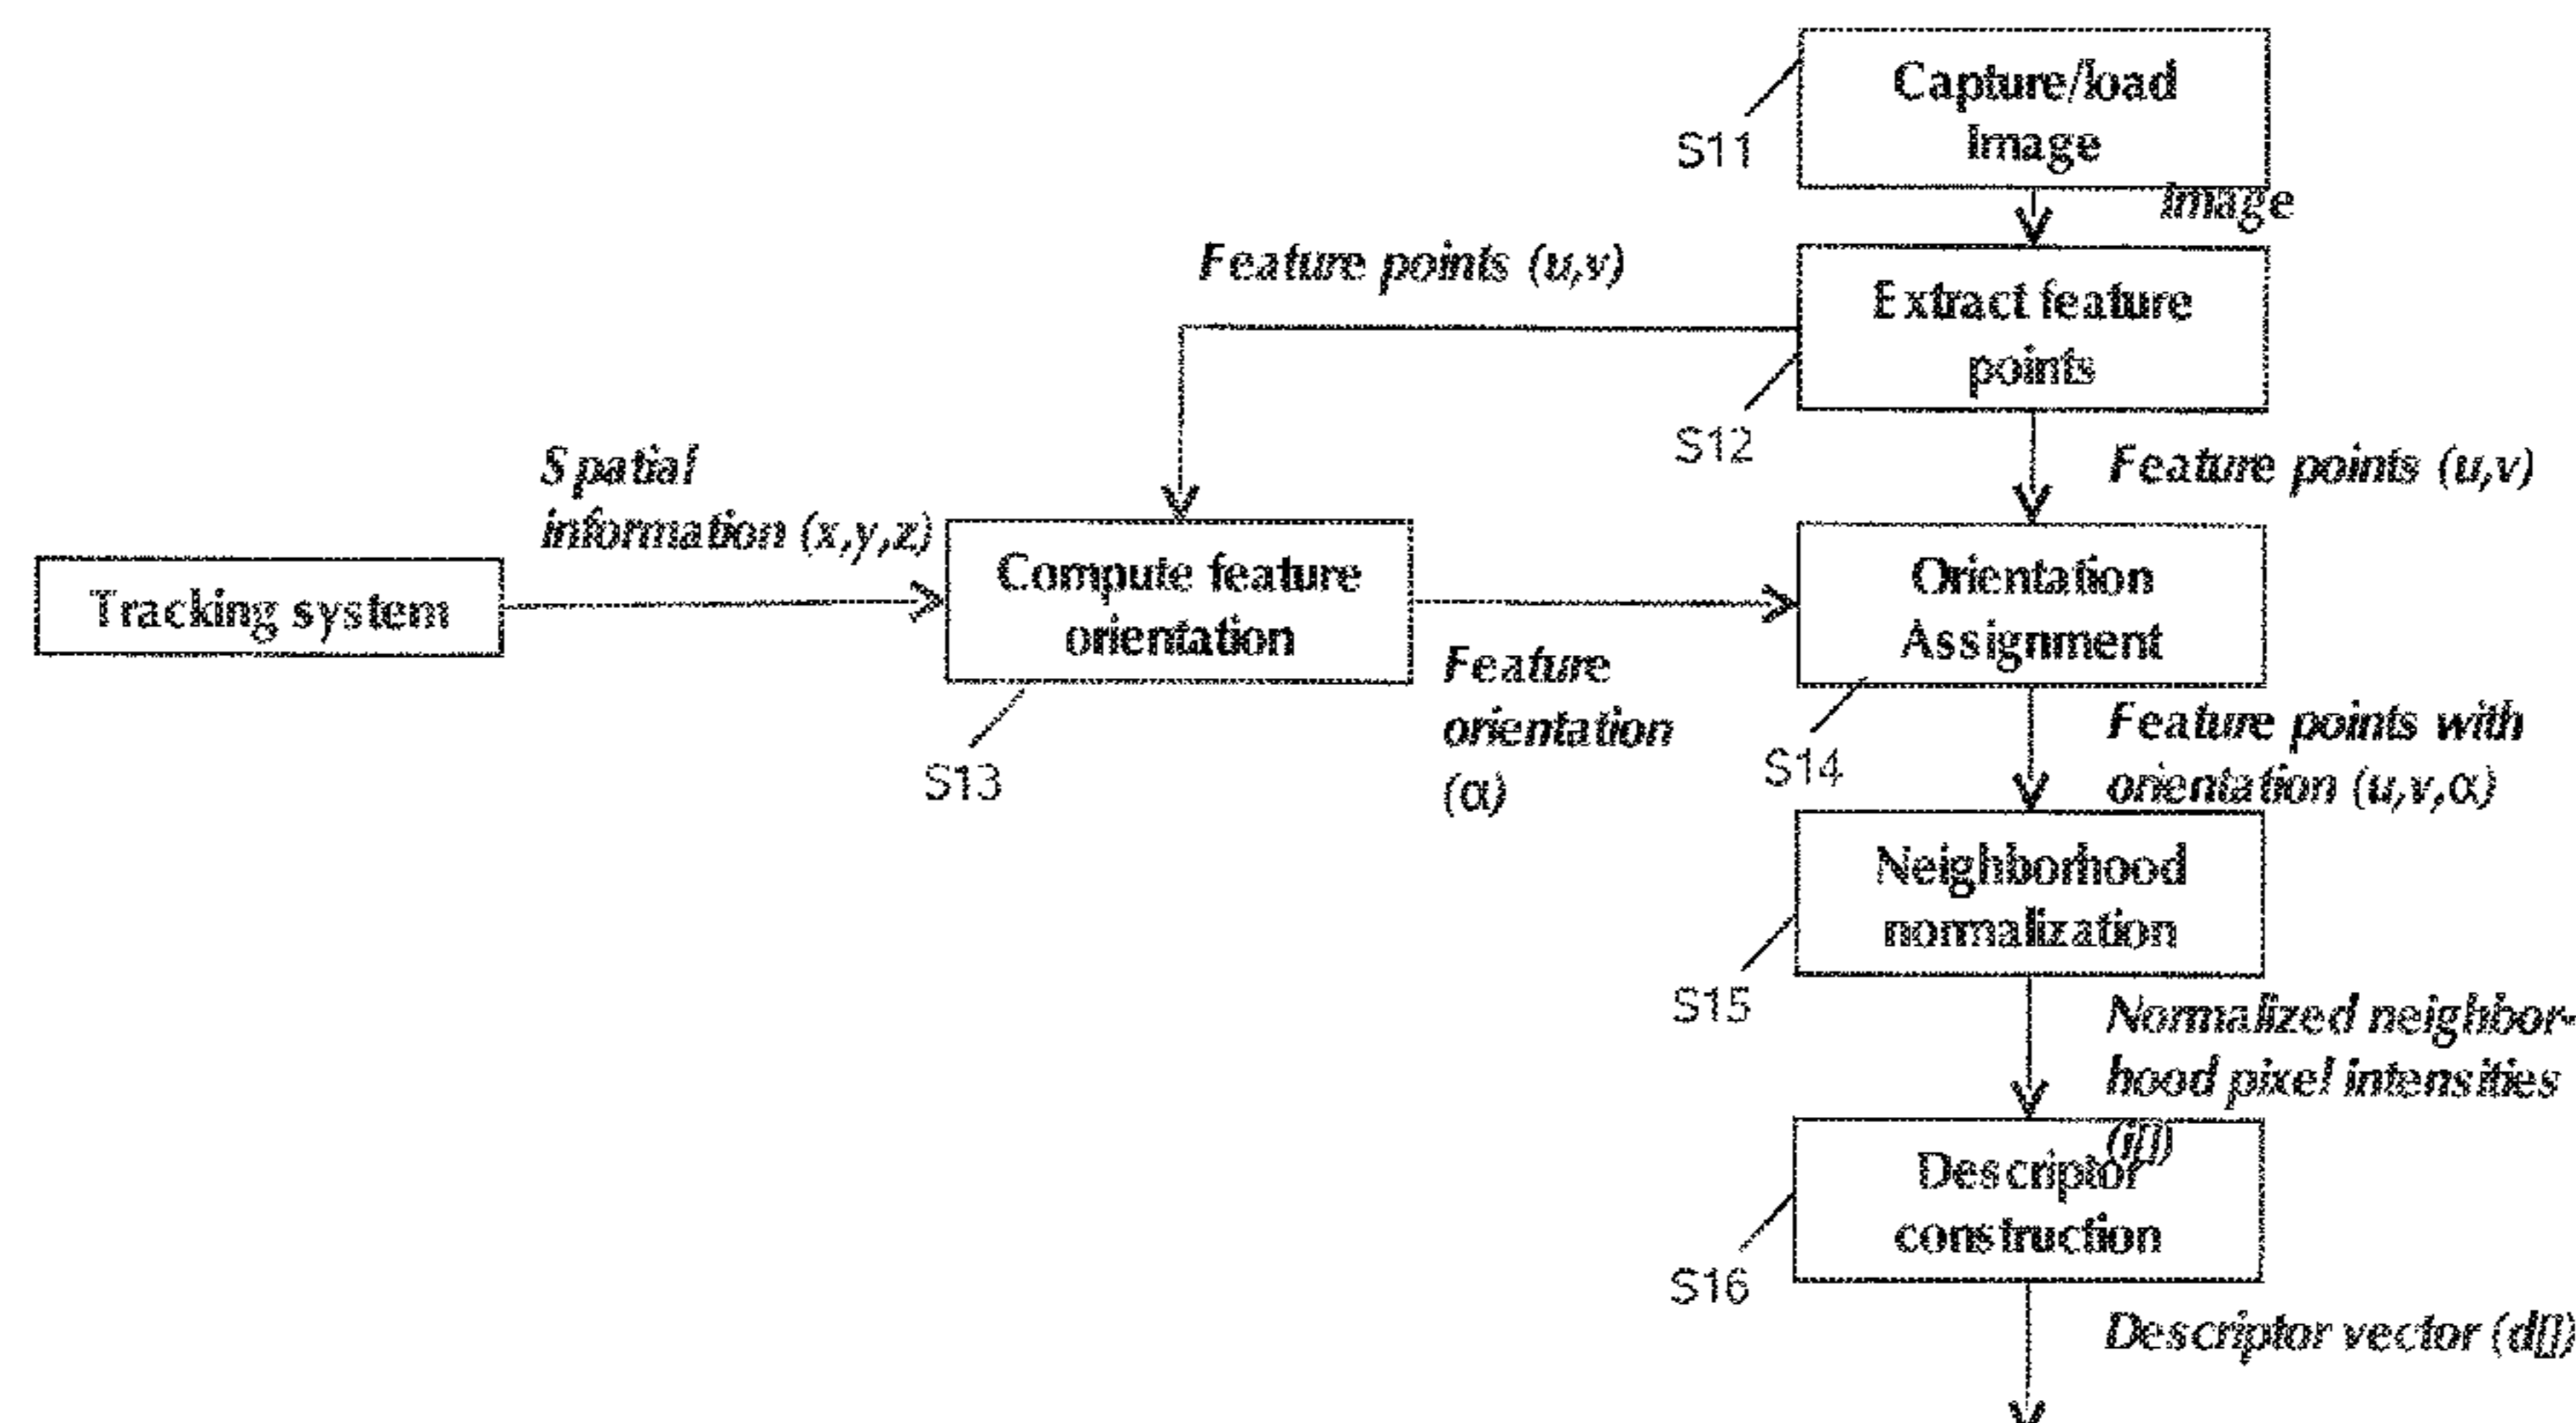 Capture/load
Image
S11
Image
Feature points (u,v)
Extract feature
points
S12
Feature points (u,v)
Spatial
information (x,y,z)
Tracking system
Compute feature
orientation
S13
Feature
orientation
(α)
Orientation
Assignment
S14
Feature points with
orientation (u,v,α)
Neighborhood
normalization
S15
Normalized neighbor-
hood pixel intensities
(i[])
Descriptor
construction
S16
Descriptor vector (d[])